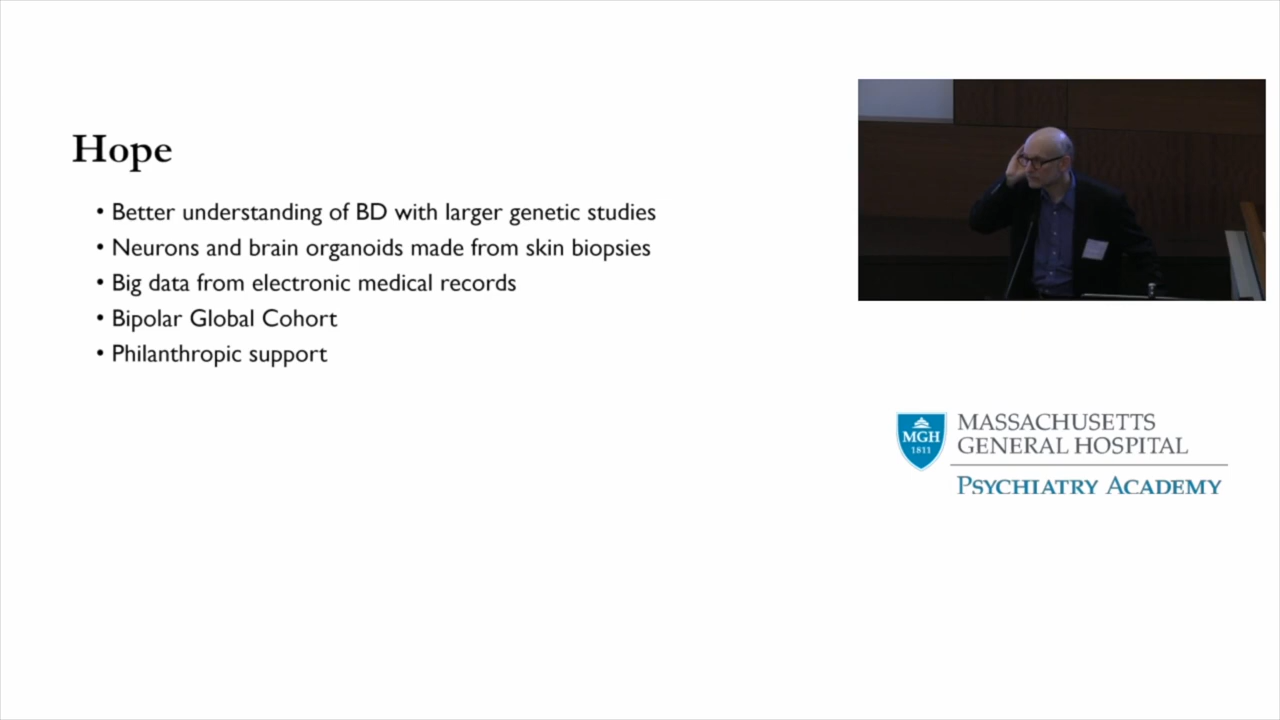 Hope
• Better understanding of BD with larger genetic studies
• Neurons and brain organoids made from skin biopsies
• Big data from electronic medical records
• Bipolar Global Cohort
• Philanthropic support
MGH
1811
MASSACHUSETTS
GENERAL HOSPITAL
PSYCHIATRY ACADEMY